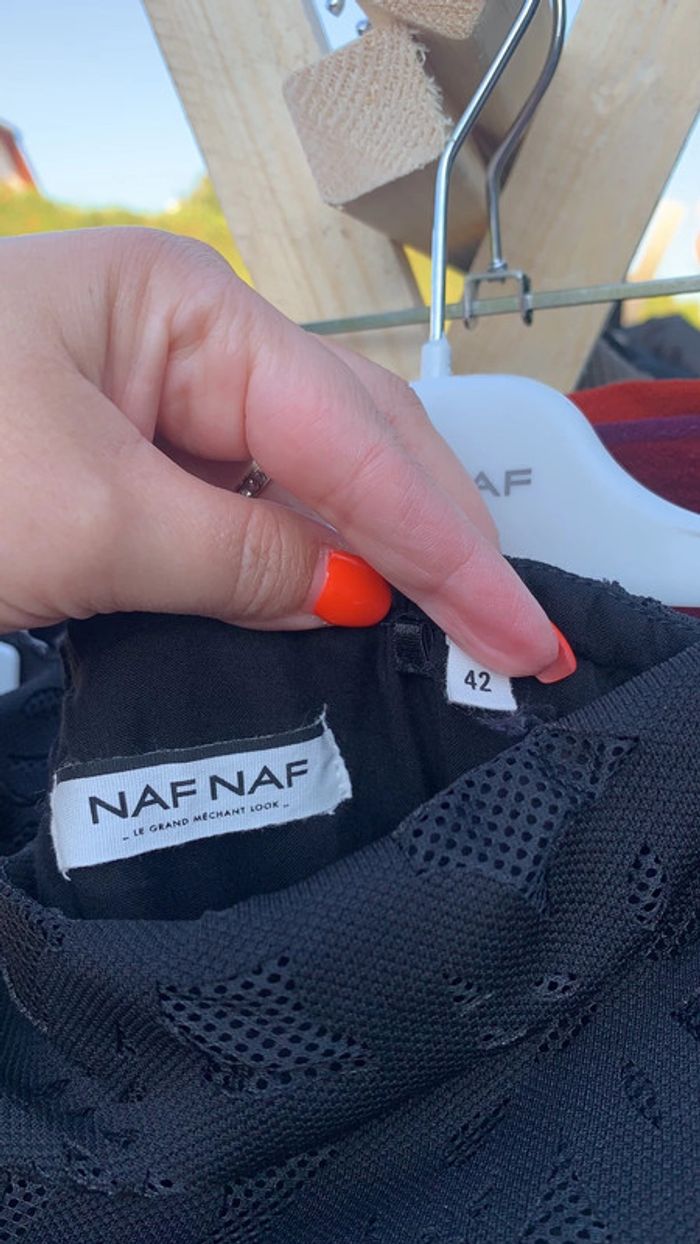 AF
42
NAF NAF
_ LE GRAND MÉCHANT LOOK _